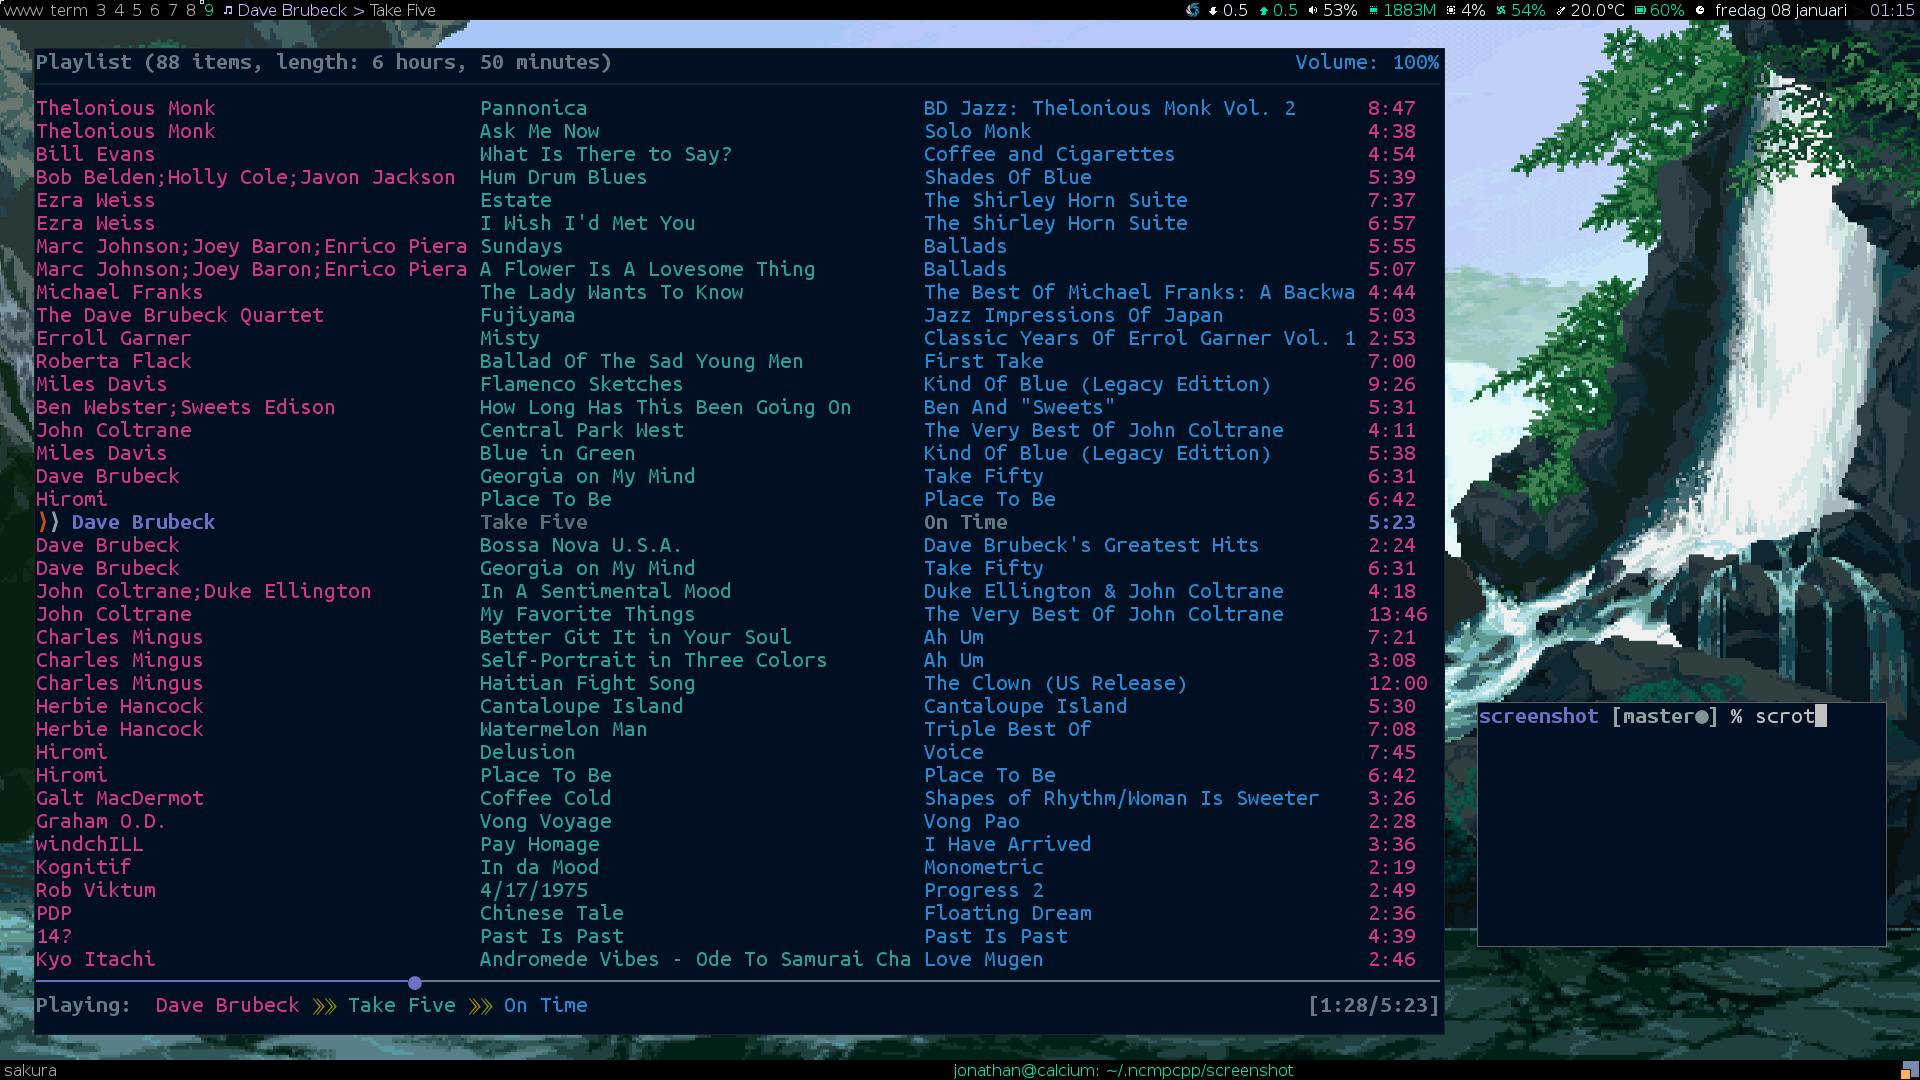 www term 3 4 5 6 7 8 9 Dave Brubeck > Take Five 0.5 0.5 53% 1883M 4% 54% 20.0°C 60% fredag 08 januari > 01:15
Playlist (88 items, length: 6 hours, 50 minutes) Volume: 100%
Thelonious Monk Pannonica BD Jazz: Thelonious Monk Vol. 2 8:47
Thelonious Monk Ask Me Now Solo Monk 4:38
Bill Evans What Is There to Say? Coffee and Cigarettes 4:54
Bob Belden;Holly Cole;Javon Jackson Hum Drum Blues Shades Of Blue 5:39
Ezra Weiss Estate The Shirley Horn Suite 7:37
Ezra Weiss I Wish I'd Met You The Shirley Horn Suite 6:57
Marc Johnson;Joey Baron;Enrico Piera Sundays Ballads 5:55
Marc Johnson;Joey Baron;Enrico Piera A Flower Is A Lovesome Thing Ballads 5:07
Michael Franks The Lady Wants To Know The Best Of Michael Franks: A Backwa 4:44
The Dave Brubeck Quartet Fujiyama Jazz Impressions Of Japan 5:03
Erroll Garner Misty Classic Years Of Errol Garner Vol. 1 2:53
Roberta Flack Ballad Of The Sad Young Men First Take 7:00
Miles Davis Flamenco Sketches Kind Of Blue (Legacy Edition) 9:26
Ben Webster;Sweets Edison How Long Has This Been Going On Ben And "Sweets" 5:31
John Coltrane Central Park West The Very Best Of John Coltrane 4:11
Miles Davis Blue in Green Kind Of Blue (Legacy Edition) 5:38
Dave Brubeck Georgia on My Mind Take Fifty 6:31
Hiromi Place To Be Place To Be 6:42
⟩⟩ Dave Brubeck Take Five On Time 5:23
Dave Brubeck Bossa Nova U.S.A. Dave Brubeck's Greatest Hits 2:24
Dave Brubeck Georgia on My Mind Take Fifty 6:31
John Coltrane;Duke Ellington In A Sentimental Mood Duke Ellington & John Coltrane 4:18
John Coltrane My Favorite Things The Very Best Of John Coltrane 13:46
Charles Mingus Better Git It in Your Soul Ah Um 7:21
Charles Mingus Self-Portrait in Three Colors Ah Um 3:08
Charles Mingus Haitian Fight Song The Clown (US Release) 12:00
Herbie Hancock Cantaloupe Island Cantaloupe Island 5:30
Herbie Hancock Watermelon Man Triple Best Of 7:08
Hiromi Delusion Voice 7:45
Hiromi Place To Be Place To Be 6:42
Galt MacDermot Coffee Cold Shapes of Rhythm/Woman Is Sweeter 3:26
Graham O.D. Vong Voyage Vong Pao 2:28
windchILL Pay Homage I Have Arrived 3:36
Kognitif In da Mood Monometric 2:19
Rob Viktum 4/17/1975 Progress 2 2:49
PDP Chinese Tale Floating Dream 2:36
14? Past Is Past Past Is Past 4:39
Kyo Itachi Andromede Vibes - Ode To Samurai Cha Love Mugen 2:46
Playing: Dave Brubeck ⟫⟫ Take Five ⟫⟫ On Time [1:28/5:23]
screenshot [master●] % scrot
sakura jonathan@calcium: ~/.ncmpcpp/screenshot